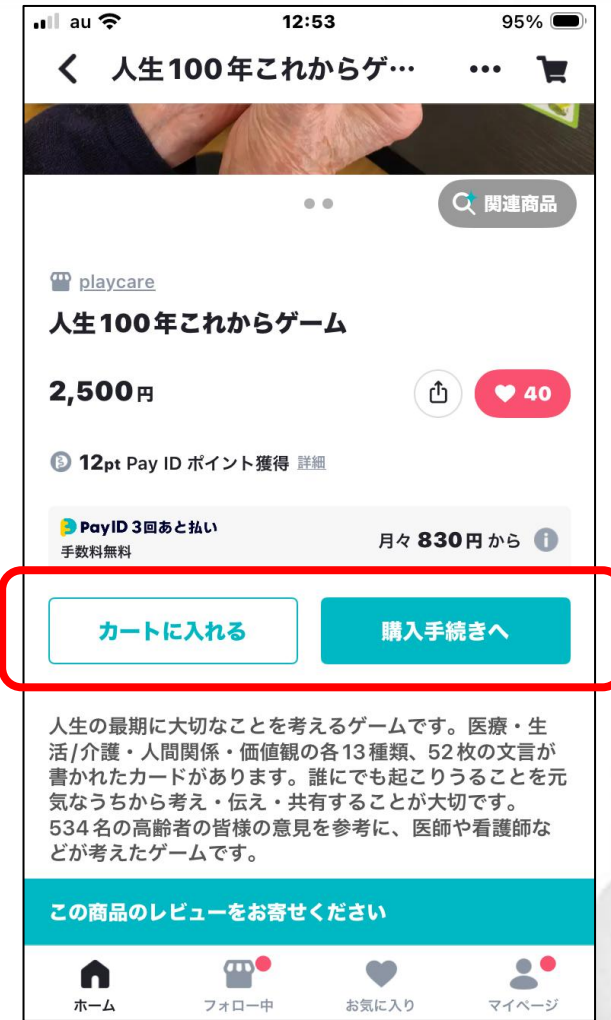 au 12:53 95%
人生100年これからゲ… •••
関連商品
playcare
人生100年これからゲーム
2,500円
40
12pt Pay ID ポイント獲得 詳細
PayID 3回あと払い
手数料無料
月々 830円 から
カートに入れる 購入手続きへ
人生の最期に大切なことを考えるゲームです。医療・生
活/介護・人間関係・価値観の各13種類、52枚の文言が
書かれたカードがあります。誰にでも起こりうることを元
気なうちから考え・伝え・共有することが大切です。
534名の高齢者の皆様の意見を参考に、医師や看護師な
どが考えたゲームです。
この商品のレビューをお寄せください
ホーム フォロー中 お気に入り マイページ